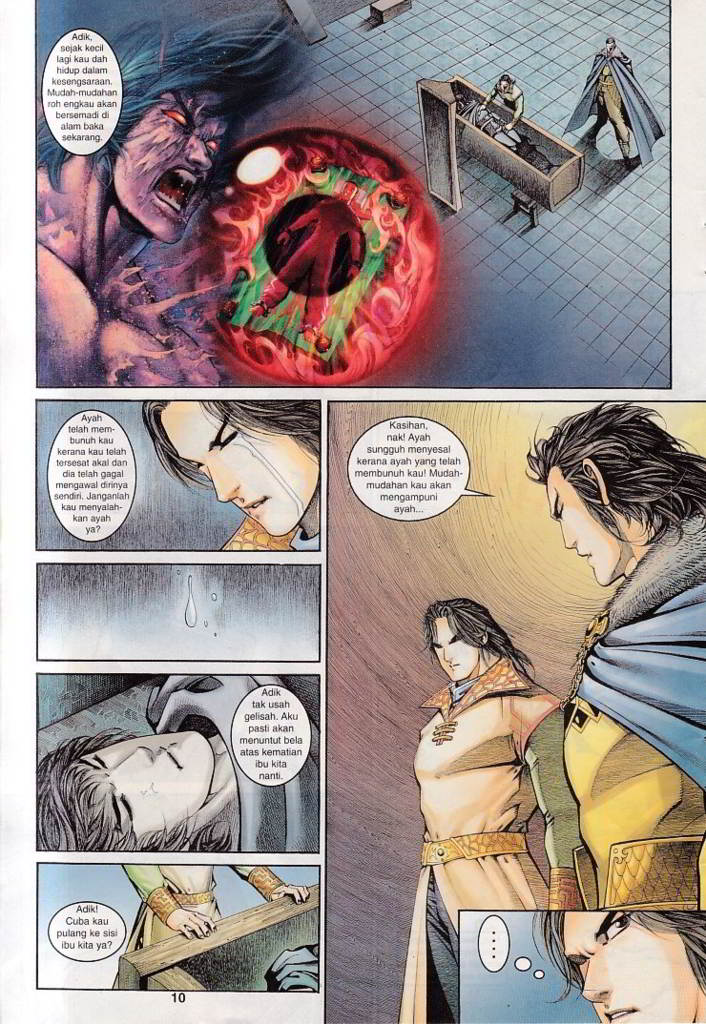 Adik,
sejak kecil
lagi kau dah
hidup dalam
kesengsaraan.
Mudah-mudahan
roh engkau akan
bersemadi di
alam baka
sekarang.
Ayah
telah mem-
bunuh kau
kerana kau telah
tersesat akal dan
dia telah gagal
mengawal dirinya
sendiri. Janganlah
kau menyalah-
kan ayah
ya?
Kasihan,
nak! Ayah
sungguh menyesal
kerana ayah yang telah
membunuh kau! Mudah-
mudahan kau akan
mengampuni
ayah...
Adik
tak usah
gelisah. Aku
pasti akan
menuntut bela
atas kematian
ibu kita
nanti.
Adik!
Cuba kau
pulang ke sisi
ibu kita ya?
....
10